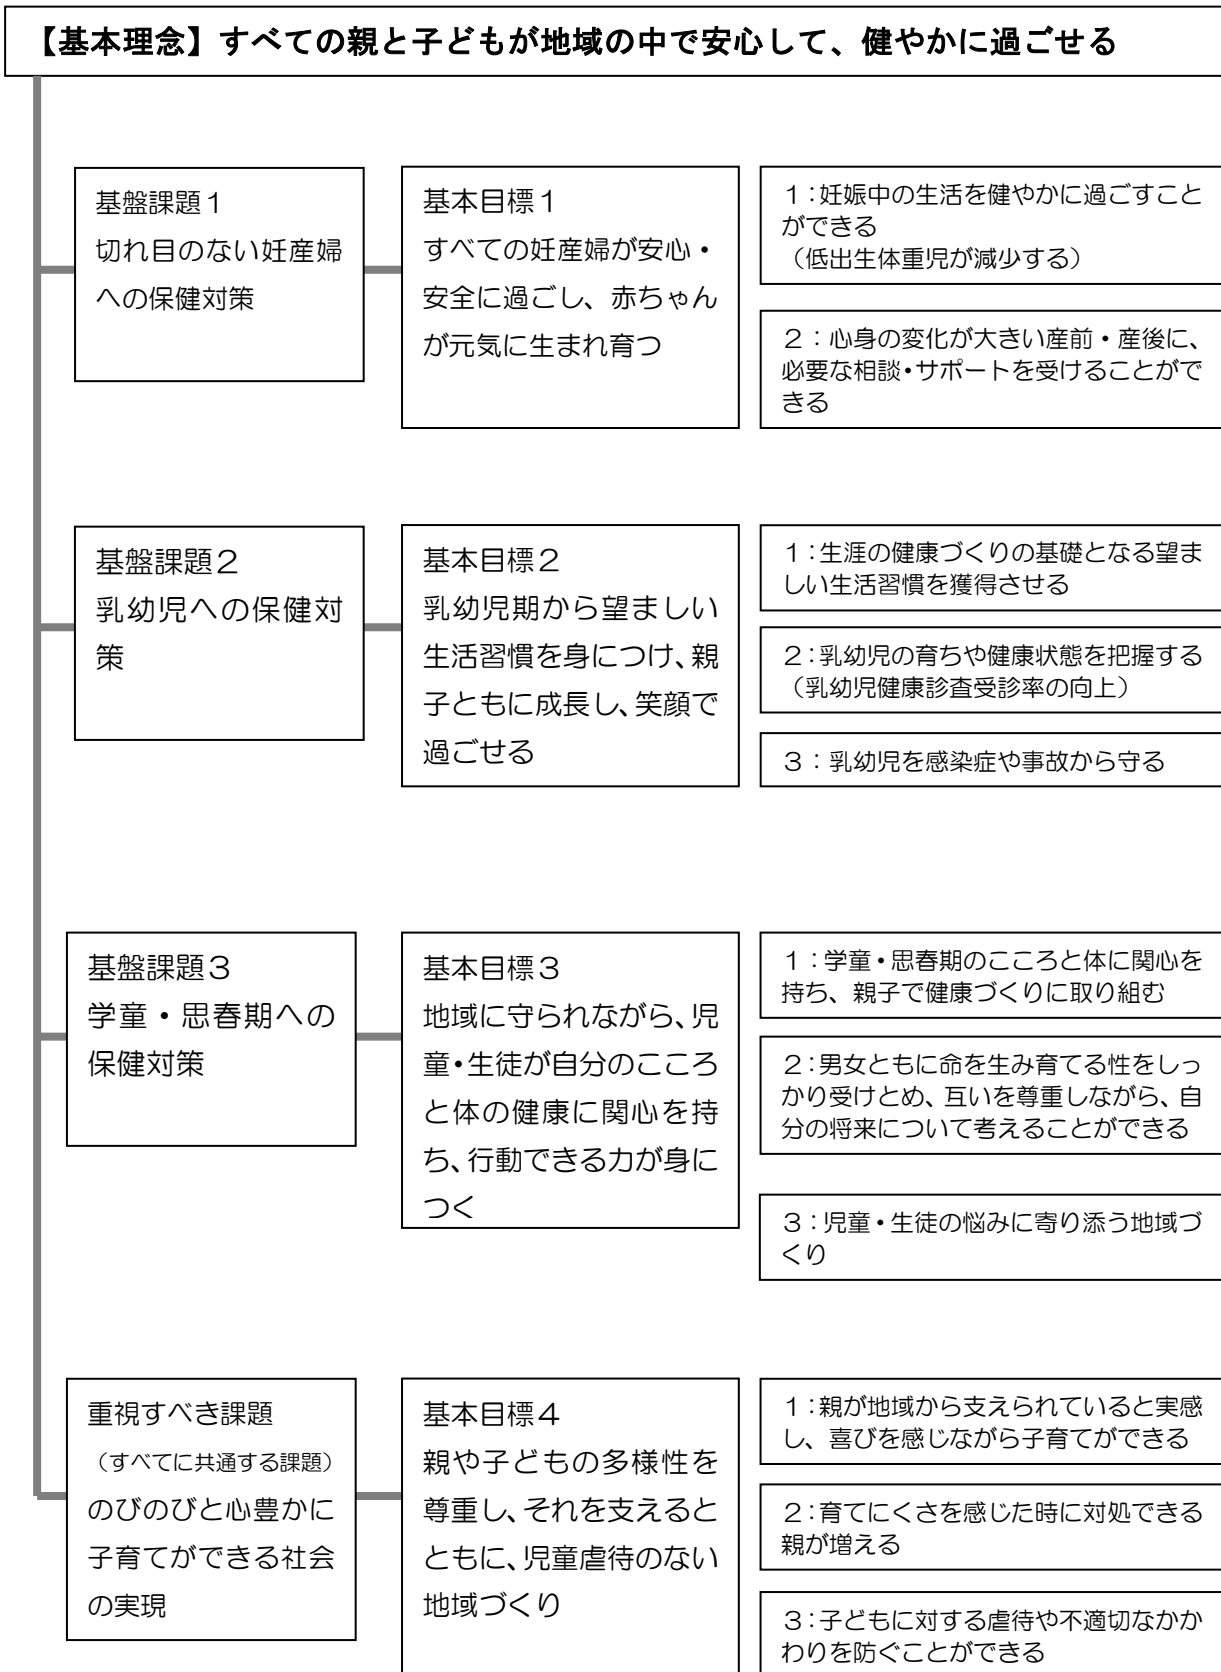 【基本理念】すべての親と子どもが地域の中で安心して、健やかに過ごせる
基盤課題１
切れ目のない妊産婦
への保健対策
基本目標１
すべての妊産婦が安心・
安全に過ごし、赤ちゃん
が元気に生まれ育つ
１：妊娠中の生活を健やかに過ごすこと
ができる
（低出生体重児が減少する）
２：心身の変化が大きい産前・産後に、
必要な相談・サポートを受けることがで
きる
基盤課題２
乳幼児への保健対
策
基本目標２
乳幼児期から望ましい
生活習慣を身につけ、親
子ともに成長し、笑顔で
過ごせる
１：生涯の健康づくりの基礎となる望ま
しい生活習慣を獲得させる
２：乳幼児の育ちや健康状態を把握する
（乳幼児健康診査受診率の向上）
３：乳幼児を感染症や事故から守る
基盤課題３
学童・思春期への
保健対策
基本目標３
地域に守られながら、児
童・生徒が自分のこころ
と体の健康に関心を持
ち、行動できる力が身に
つく
１：学童・思春期のこころと体に関心を
持ち、親子で健康づくりに取り組む
２：男女ともに命を生み育てる性をしっ
かり受けとめ、互いを尊重しながら、自
分の将来について考えることができる
３：児童・生徒の悩みに寄り添う地域づ
くり
重視すべき課題
（すべてに共通する課題）
のびのびと心豊かに
子育てができる社会
の実現
基本目標４
親や子どもの多様性を
尊重し、それを支えると
ともに、児童虐待のない
地域づくり
１：親が地域から支えられていると実感
し、喜びを感じながら子育てができる
２：育てにくさを感じた時に対処できる
親が増える
３：子どもに対する虐待や不適切なかか
わりを防ぐことができる